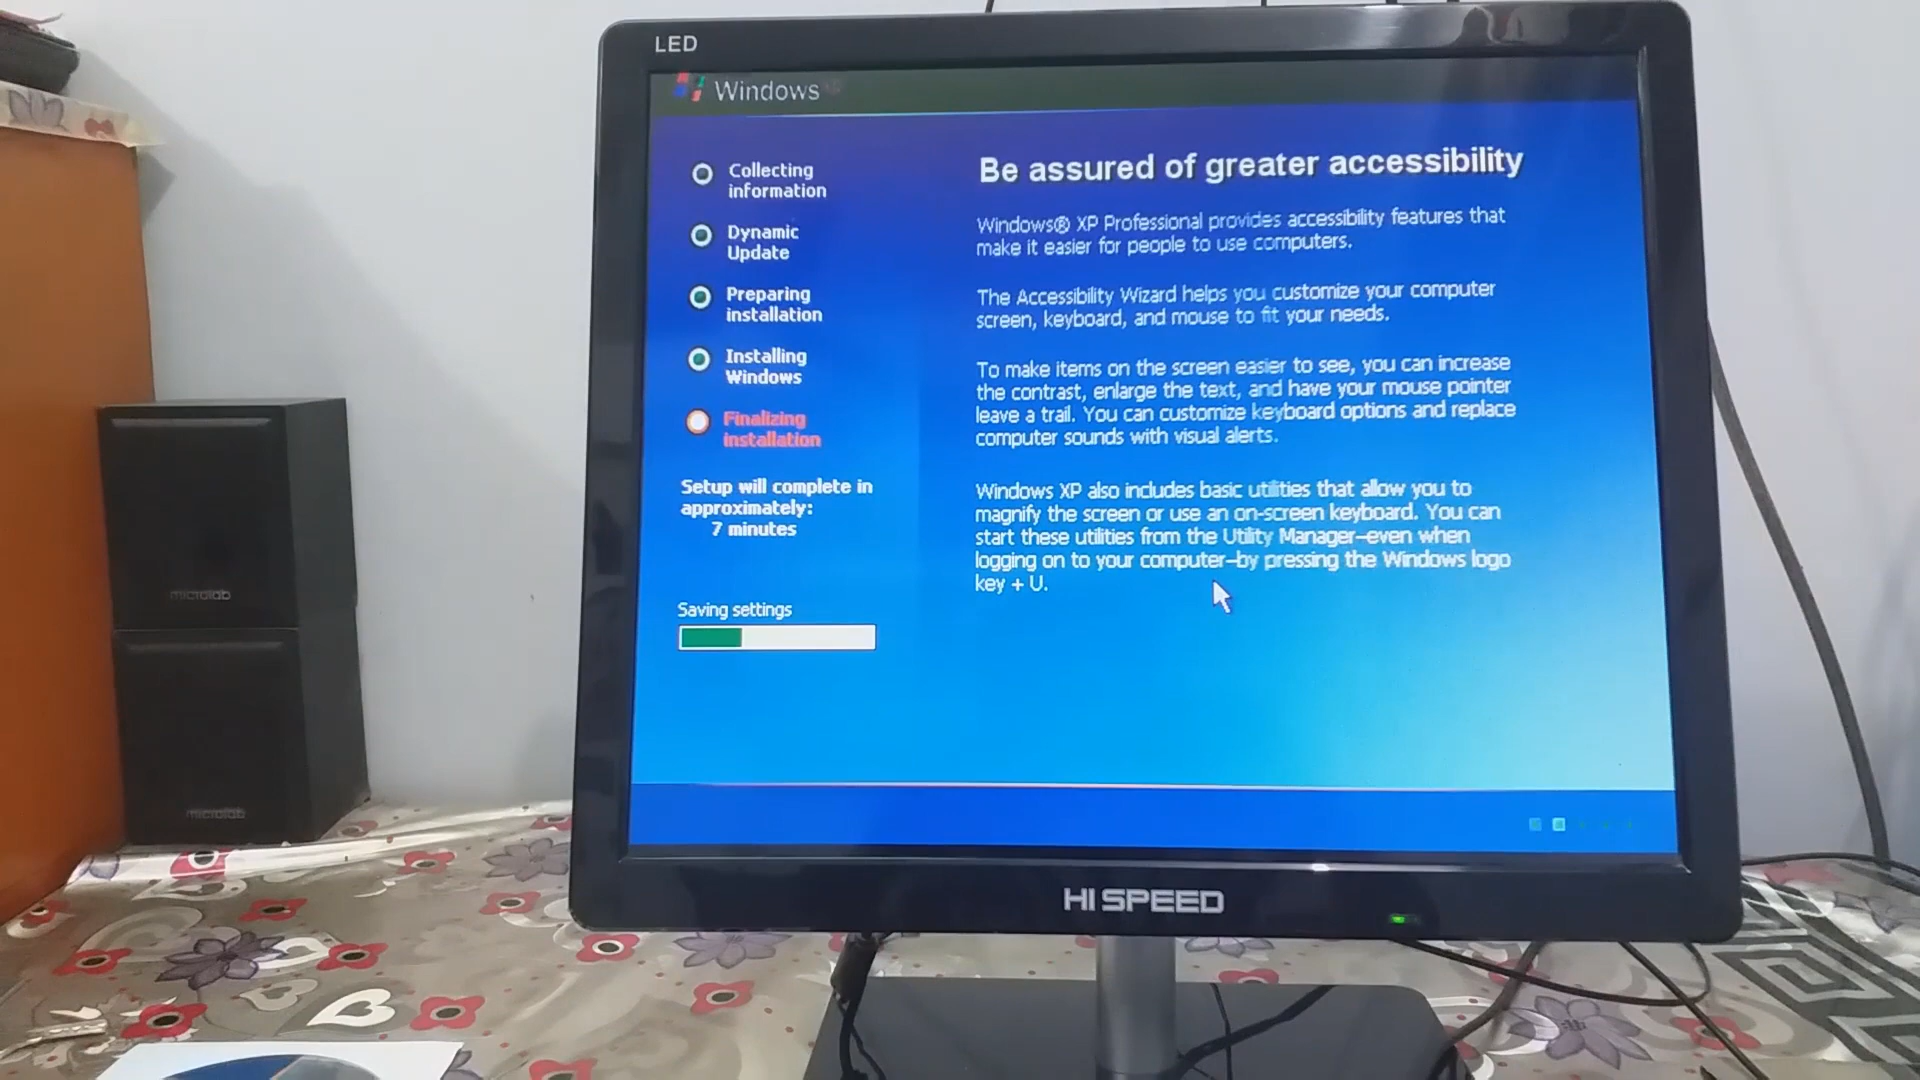 LED
Windows
Collecting
information
Dynamic
Update
Preparing
installation
Installing
Windows
Finalizing
installation
Setup will complete in
approximately:
7 minutes
Saving settings
Be assured of greater accessibility
Windows® XP Professional provides accessibility features that
make it easier for people to use computers.
The Accessibility Wizard helps you customize your computer
screen, keyboard, and mouse to fit your needs.
To make items on the screen easier to see, you can increase
the contrast, enlarge the text, and have your mouse pointer
leave a trail. You can customize keyboard options and replace
computer sounds with visual alerts.
Windows XP also includes basic utilities that allow you to
magnify the screen or use an on-screen keyboard. You can
start these utilities from the Utility Manager–even when
logging on to your computer–by pressing the Windows logo
key + U.
HI SPEED
microlab
microlab